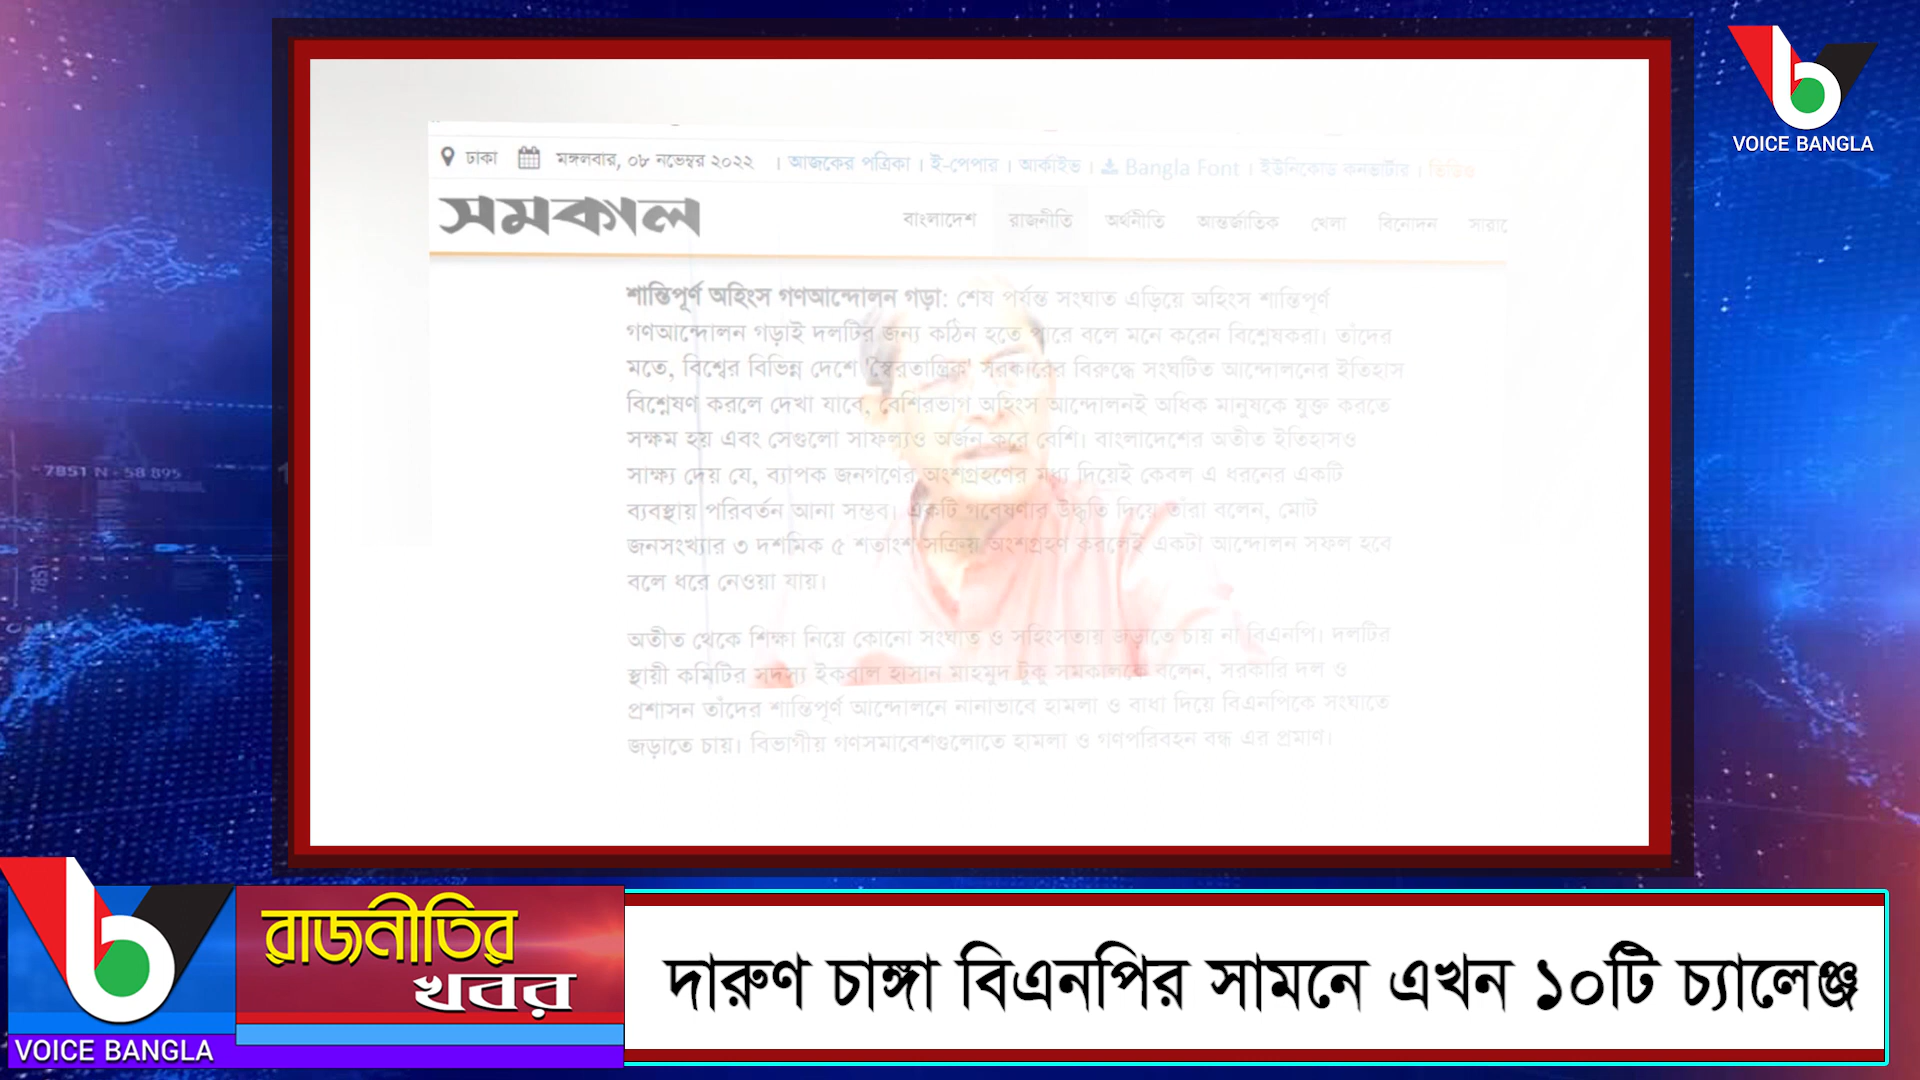 VOICE BANGLA
ঢাকা মঙ্গলবার, ০৮ নভেম্বর ২০২২ । আজকের পত্রিকা । ই-পেপার । আর্কাইভ । Bangla Font । ইউনিকোড কনভার্টার । ভিডিও
সমকাল
বাংলাদেশ রাজনীতি অর্থনীতি আন্তর্জাতিক খেলা বিনোদন
শান্তিপূর্ণ অহিংস গণআন্দোলন গড়া: শেষ পর্যন্ত সংঘাত এড়িয়ে অহিংস শান্তিপূর্ণ
গণআন্দোলন গড়াই দলটির জন্য কঠিন হতে পারে বলে মনে করেন বিশ্লেষকরা। তাঁদের
মতে, বিশ্বের বিভিন্ন দেশে 'স্বৈরতান্ত্রিক' সরকারের বিরুদ্ধে সংঘটিত আন্দোলনের ইতিহাস
বিশ্লেষণ করলে দেখা যাবে, বেশিরভাগ অহিংস আন্দোলনই অধিক মানুষকে যুক্ত করতে
সক্ষম হয় এবং সেগুলো সাফল্যও অর্জন করে বেশি। বাংলাদেশের অতীত ইতিহাসও
সাক্ষ্য দেয় যে, ব্যাপক জনগণের অংশগ্রহণের মধ্য দিয়েই কেবল এ ধরনের একটি
ব্যবস্থায় পরিবর্তন আনা সম্ভব। একটি গবেষণার উদ্ধৃতি দিয়ে তাঁরা বলেন, মোট
জনসংখ্যার ৩ দশমিক ৫ শতাংশ সক্রিয় অংশগ্রহণ করলেই একটা আন্দোলন সফল হবে
বলে ধরে নেওয়া যায়।
অতীত থেকে শিক্ষা নিয়ে কোনো সংঘাত ও সহিংসতায় জড়াতে চায় না বিএনপি। দলটির
স্থায়ী কমিটির সদস্য ইকবাল হাসান মাহমুদ টুকু সমকালকে বলেন, সরকারি দল ও
প্রশাসন তাঁদের শান্তিপূর্ণ আন্দোলনে নানাভাবে হামলা ও বাধা দিয়ে বিএনপিকে সংঘাতে
জড়াতে চায়। বিভাগীয় গণসমাবেশগুলোতে হামলা ও গণপরিবহন বন্ধ এর প্রমাণ।
7851 N - 58 895
7851
রাজনীতির
খবর
VOICE BANGLA
দারুণ চাঙ্গা বিএনপির সামনে এখন ১০টি চ্যালেঞ্জ